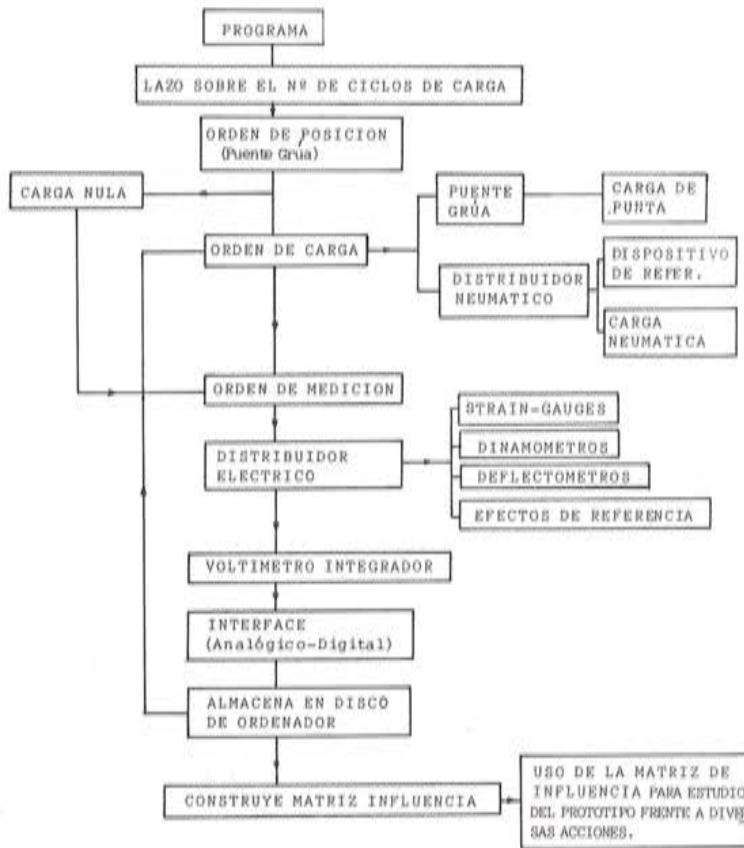 PROGRAMA
LAZO SOBRE EL Nº DE CICLOS DE CARGA
ORDEN DE POSICION
(Puente Grúa)
CARGA NULA
PUENTE
GRÚA
CARGA DE
PUNTA
ORDEN DE CARGA
DISTRIBUIDOR
NEUMATICO
DISPOSITIVO
DE REFER.
CARGA
NEUMATICA
ORDEN DE MEDICION
STRAIN=GAUGES
DISTRIBUIDOR
ELECTRICO
DINAMOMETROS
DEFLECTOMETROS
EFECTOS DE REFERENCIA
VOLTIMETRO INTEGRADOR
INTERFACE
(Analógico-Digital)
ALMACENA EN DISCO
DE ORDENADOR
CONSTRUYE MATRIZ INFLUENCIA
USO DE LA MATRIZ DE
INFLUENCIA PARA ESTUDIO
DEL PROTOTIPO FRENTE A DIVER
SAS ACCIONES.